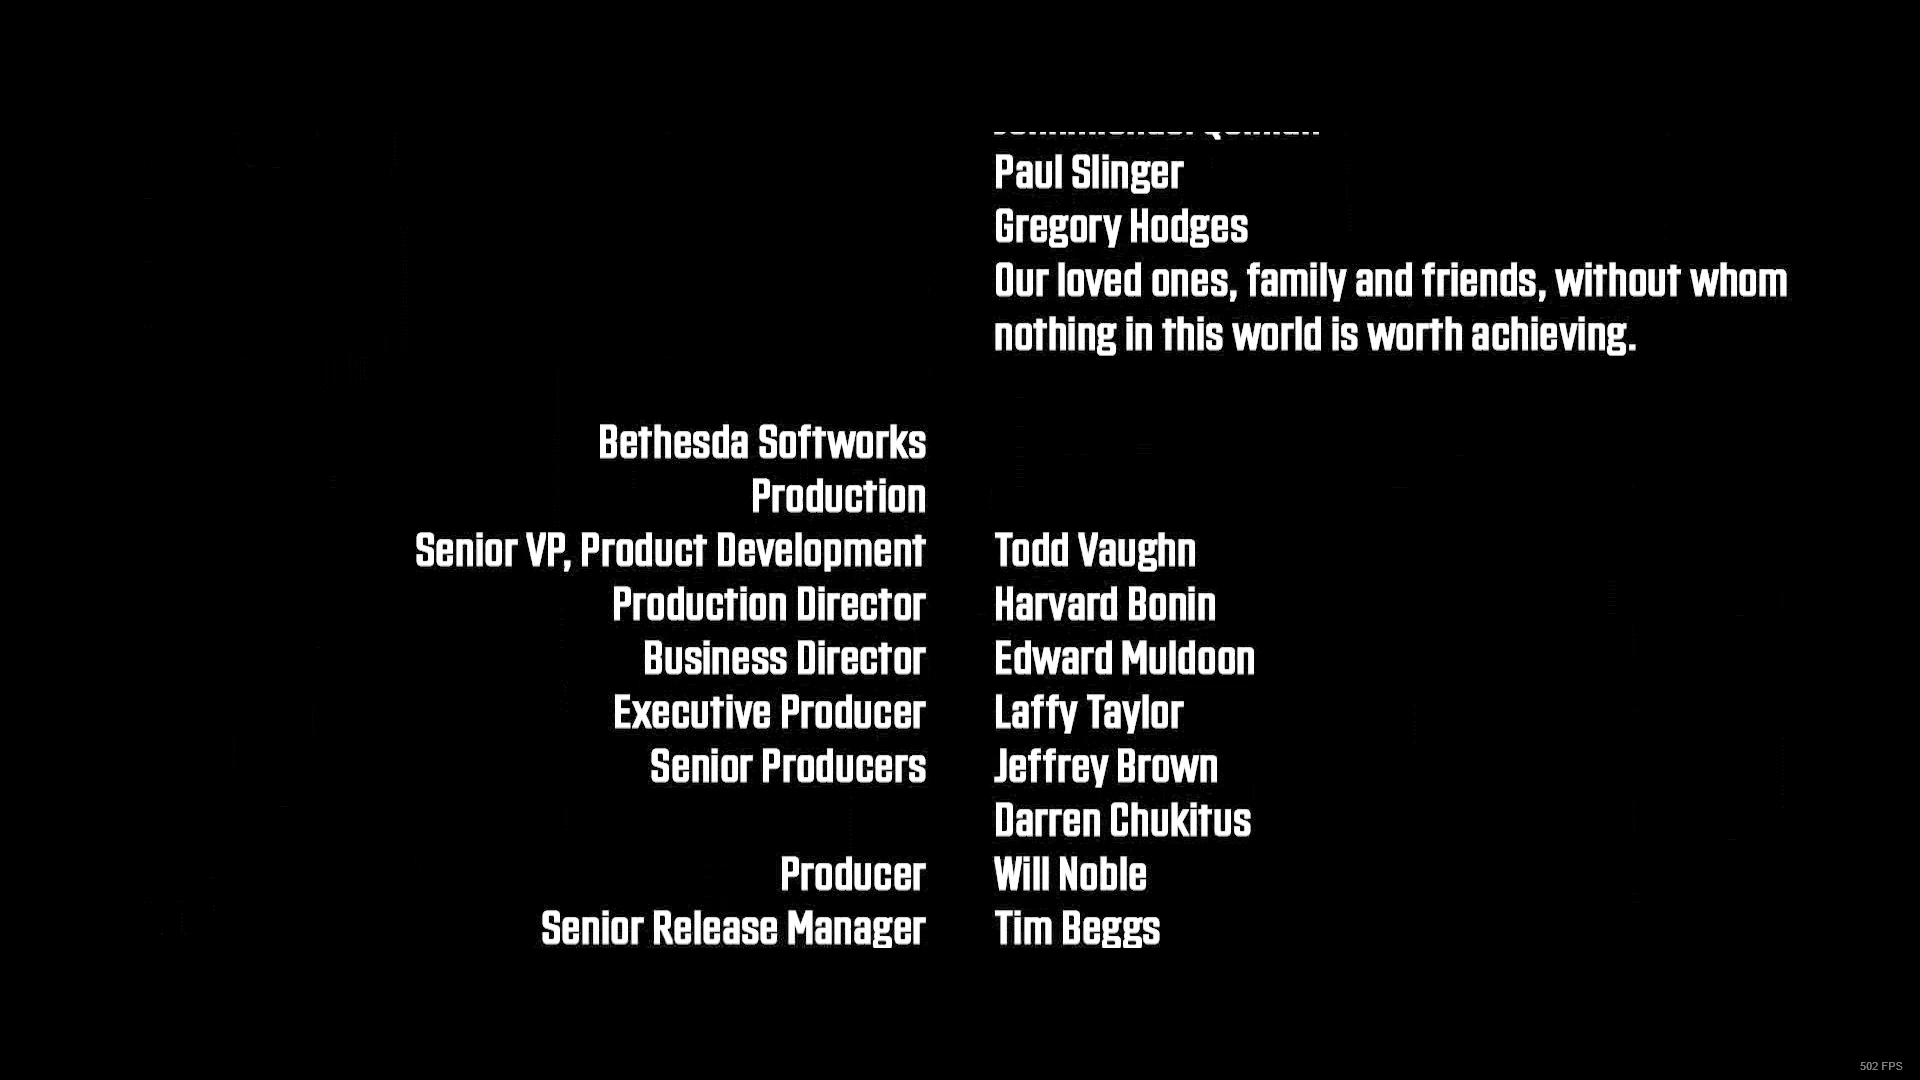 Paul Slinger
Gregory Hodges
Our loved ones, family and friends, without whom
nothing in this world is worth achieving.
Bethesda Softworks
Production
Senior VP, Product Development Todd Vaughn
Production Director Harvard Bonin
Business Director Edward Muldoon
Executive Producer Laffy Taylor
Senior Producers Jeffrey Brown
Darren Chukitus
Producer Will Noble
Senior Release Manager Tim Beggs
502 FPS